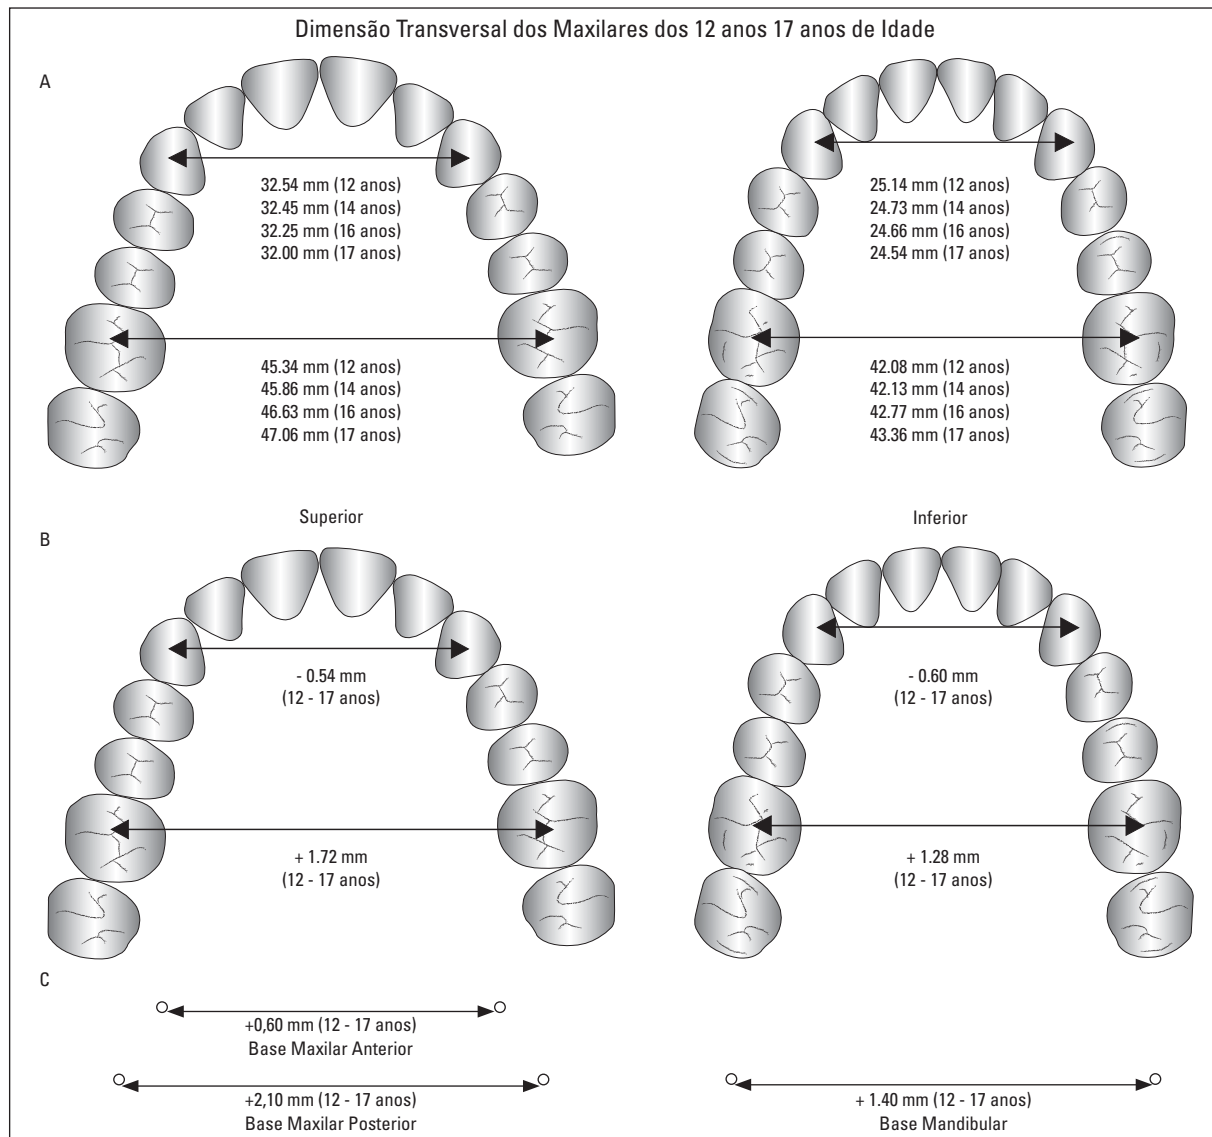 Dimensão Transversal dos Maxilares dos 12 anos 17 anos de Idade
A
32.54 mm (12 anos)
32.45 mm (14 anos)
32.25 mm (16 anos)
32.00 mm (17 anos)
25.14 mm (12 anos)
24.73 mm (14 anos)
24.66 mm (16 anos)
24.54 mm (17 anos)
45.34 mm (12 anos)
45.86 mm (14 anos)
46.63 mm (16 anos)
47.06 mm (17 anos)
42.08 mm (12 anos)
42.13 mm (14 anos)
42.77 mm (16 anos)
43.36 mm (17 anos)
Superior
Inferior
B
- 0.54 mm
(12 - 17 anos)
- 0.60 mm
(12 - 17 anos)
+ 1.72 mm
(12 - 17 anos)
+ 1.28 mm
(12 - 17 anos)
C
+0,60 mm (12 - 17 anos)
Base Maxilar Anterior
+2,10 mm (12 - 17 anos)
Base Maxilar Posterior
+ 1.40 mm (12 - 17 anos)
Base Mandibular